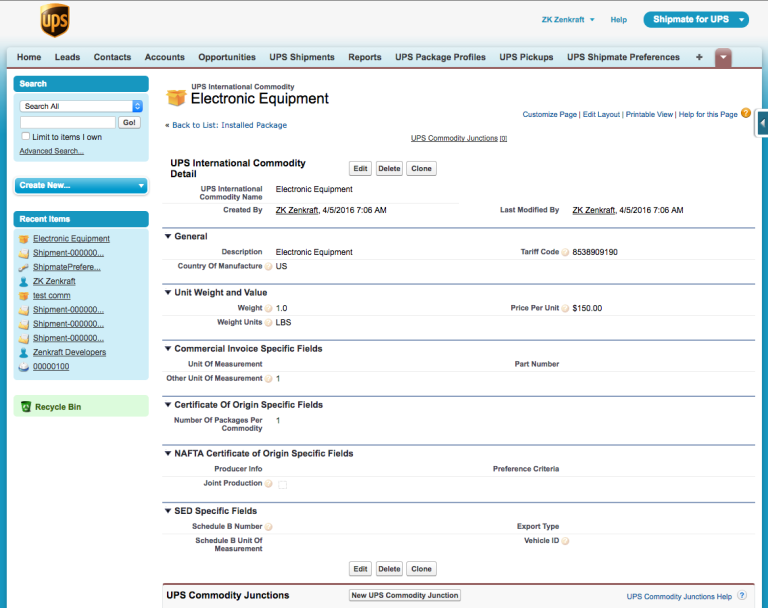 ups
ZK Zenkraft Help Shipmate for UPS
Home Leads Contacts Accounts Opportunities UPS Shipments Reports UPS Package Profiles UPS Pickups UPS Shipmate Preferences +
Search
Search All
Go!
Limit to items I own
Advanced Search...
Create New...
Recent Items
Electronic Equipment
Shipment-000000...
ShipmatePrefere...
ZK Zenkraft
test comm
Shipment-000000...
Shipment-000000...
Shipment-000000...
Zenkraft Developers
00000100
Recycle Bin
UPS International Commodity
Electronic Equipment
Customize Page | Edit Layout | Printable View | Help for this Page ?
« Back to List: Installed Package
UPS Commodity Junctions [0]
UPS International Commodity
Detail
Edit Delete Clone
UPS International
Commodity Name
Electronic Equipment
Created By ZK Zenkraft, 4/5/2016 7:06 AM Last Modified By ZK Zenkraft, 4/5/2016 7:06 AM
General
Description Electronic Equipment Tariff Code 8538909190
Country Of Manufacture US
Unit Weight and Value
Weight 1.0 Price Per Unit $150.00
Weight Units LBS
Commercial Invoice Specific Fields
Unit Of Measurement Part Number
Other Unit Of Measurement 1
Certificate Of Origin Specific Fields
Number Of Packages Per
Commodity
1
NAFTA Certificate of Origin Specific Fields
Producer Info Preference Criteria
Joint Production
SED Specific Fields
Schedule B Number Export Type
Schedule B Unit Of
Measurement
Vehicle ID
Edit Delete Clone
UPS Commodity Junctions New UPS Commodity Junction UPS Commodity Junctions Help ?